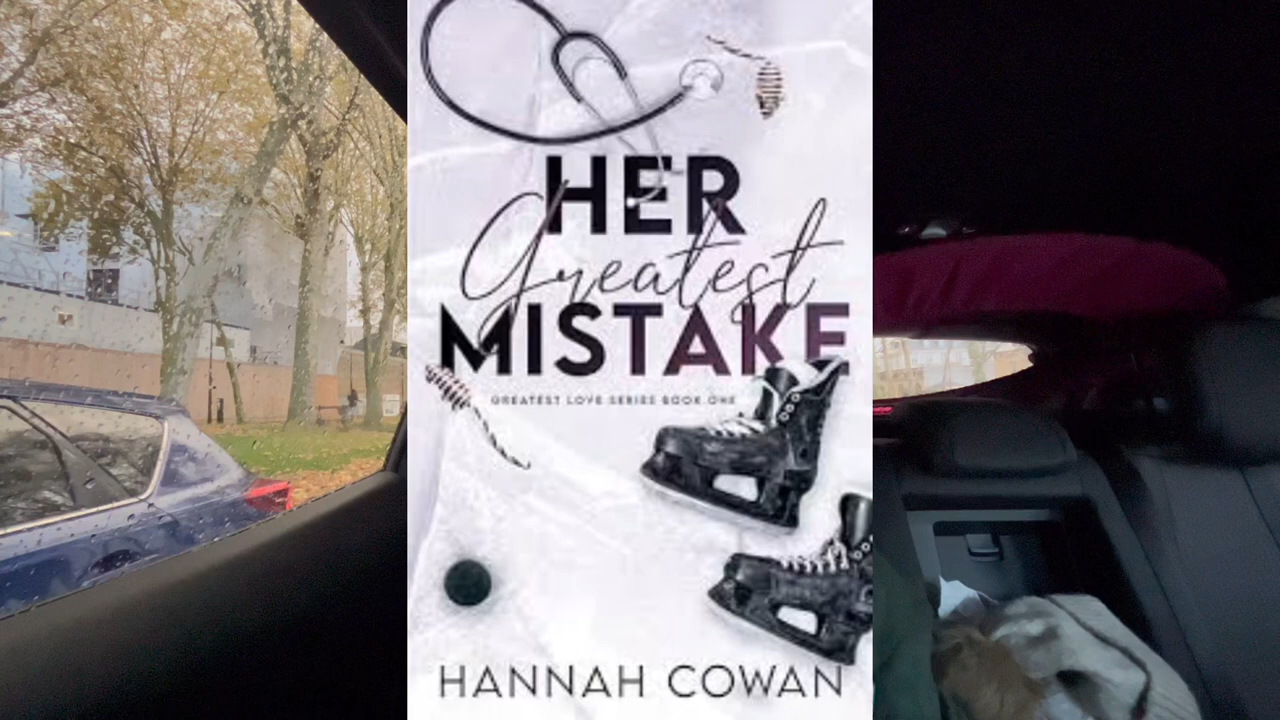 HER
Greatest
MISTAKE
GREATEST LOVE SERIES BOOK ONE
HANNAH COWAN